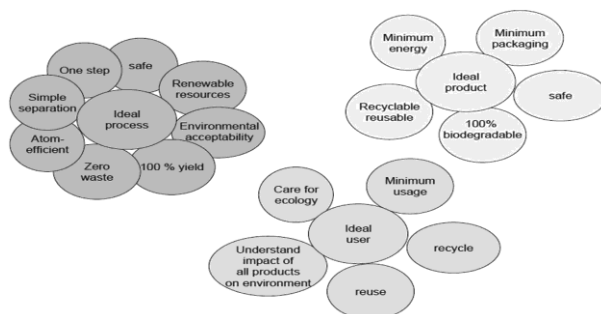 One step
safe
Renewable
resources
Simple
separation
Ideal
process
Environmental
acceptability
Atom-
efficient
Zero
waste
100 % yield
Minimum
energy
Minimum
packaging
Ideal
product
safe
Recyclable
reusable
100%
biodegradable
Care for
ecology
Minimum
usage
Ideal
user
recycle
Understand
impact of
all products
on environment
reuse